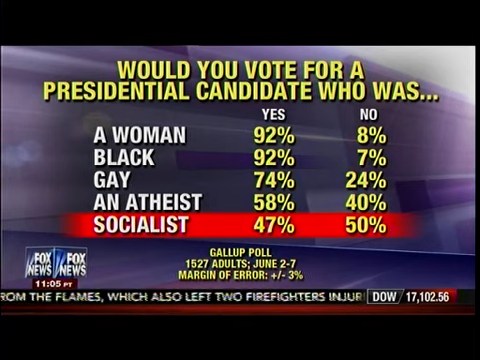 WOULD YOU VOTE FOR A
PRESIDENTIAL CANDIDATE WHO WAS...
YES NO
A WOMAN 92% 8%
BLACK 92% 7%
GAY 74% 24%
AN ATHEIST 58% 40%
SOCIALIST 47% 50%
GALLUP POLL
1527 ADULTS; JUNE 2-7
MARGIN OF ERROR: +/- 3%
FOX NEWS FOX NEWS
11:05 PT
ROM THE FLAMES, WHICH ALSO LEFT TWO FIREFIGHTERS INJUR DOW 17,102.56